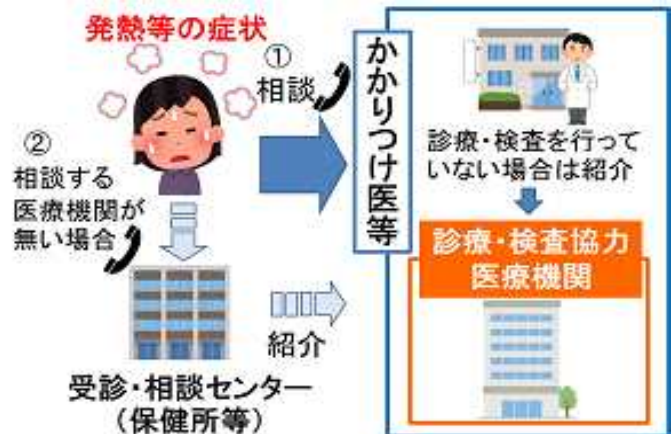 発熱等の症状
①
相談
②
相談する
医療機関が
無い場合
受診・相談センター
(保健所等)
紹介
かかりつけ医等
診療・検査を行って
いない場合は紹介
診療・検査協力
医療機関